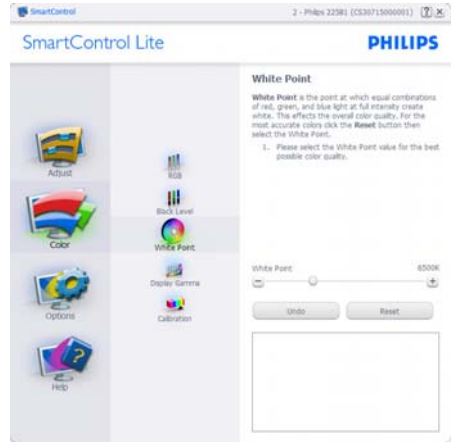 SmartControl
2 - Philips 225B1 (CS30715000001)
SmartControl Lite
PHILIPS
Adjust
Color
Options
Help
RGB
Black Level
White Point
Display Gamma
Calibration
White Point
White Point is the point at which equal combinations
of red, green, and blue light at full intensity create
white. This effects the overall color quality. For the
most accurate colors click the Reset button then
select the White Point.
1. Please select the White Point value for the best
possible color quality.
White Point 6500K
Undo Reset